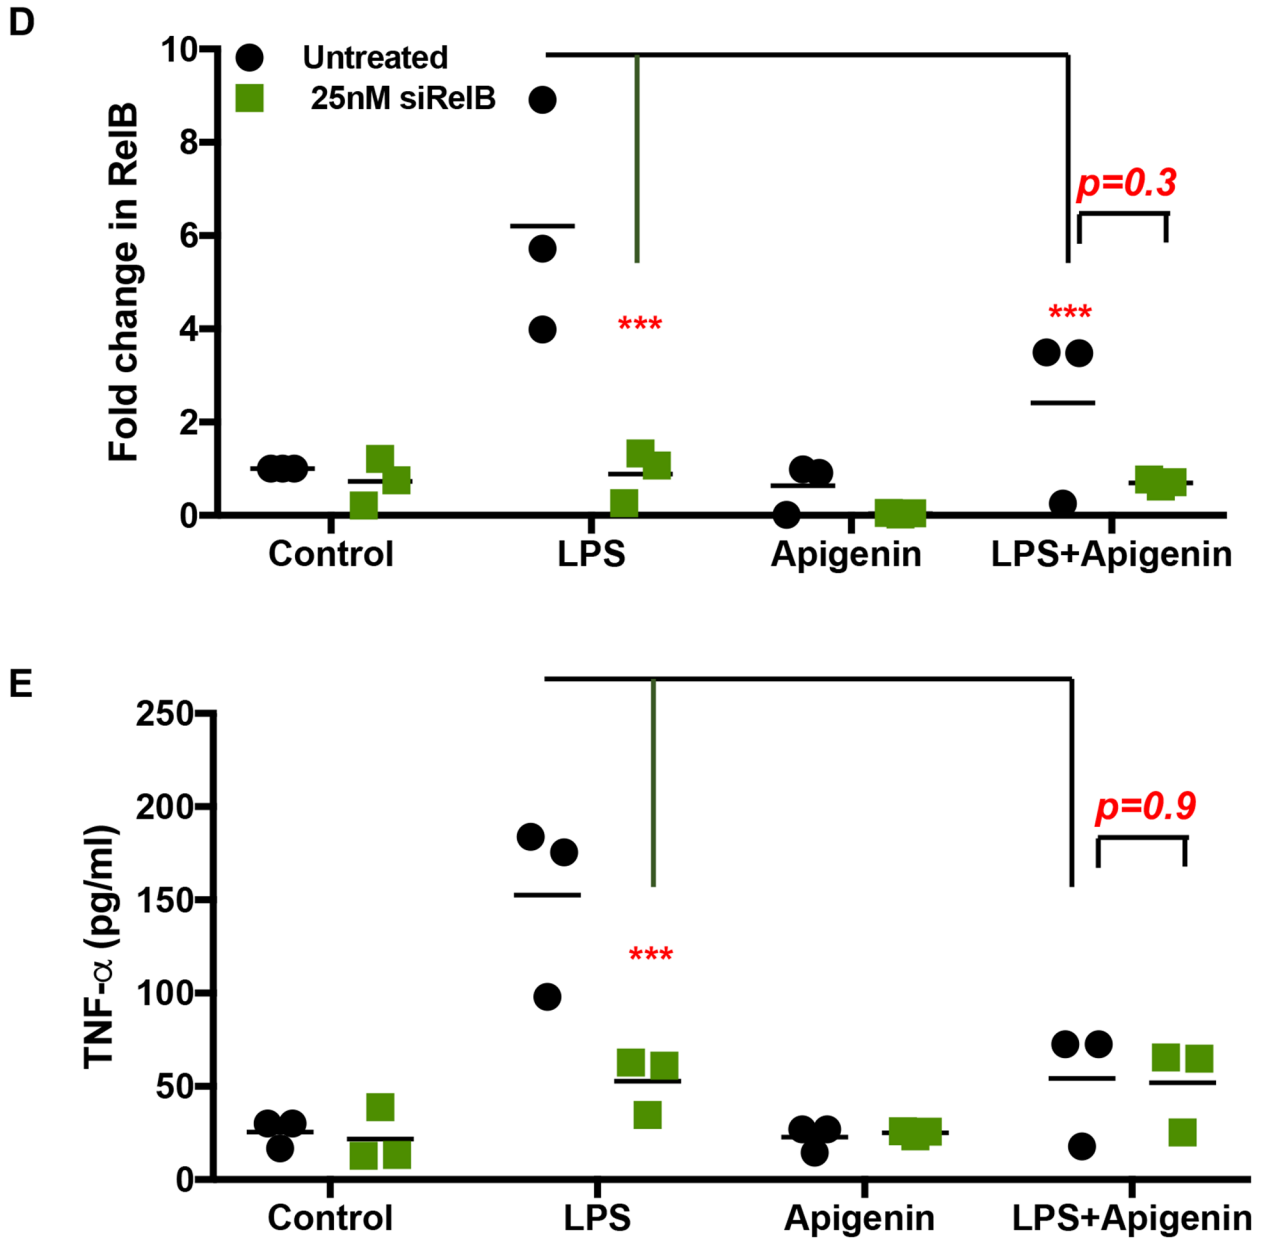 D
10
8
6
4
2
0
Fold change in RelB
Untreated
25nM siRelB
***
***
p=0.3
Control
LPS
Apigenin
LPS+Apigenin
E
250
200
150
100
50
0
TNF-α (pg/ml)
***
p=0.9
Control
LPS
Apigenin
LPS+Apigenin